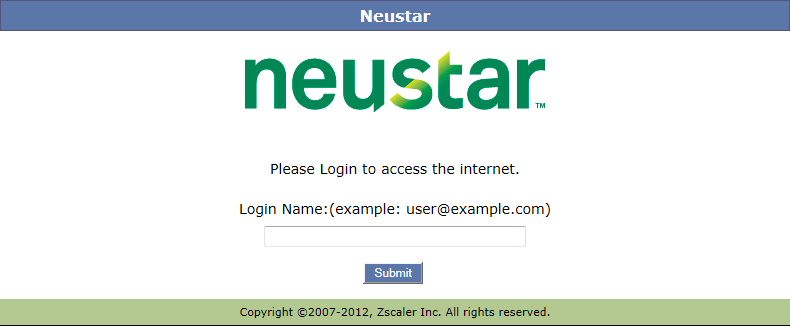 Neustar
neustar™
Please Login to access the internet.
Login Name:(example: user@example.com)
Submit
Copyright ©2007-2012, Zscaler Inc. All rights reserved.